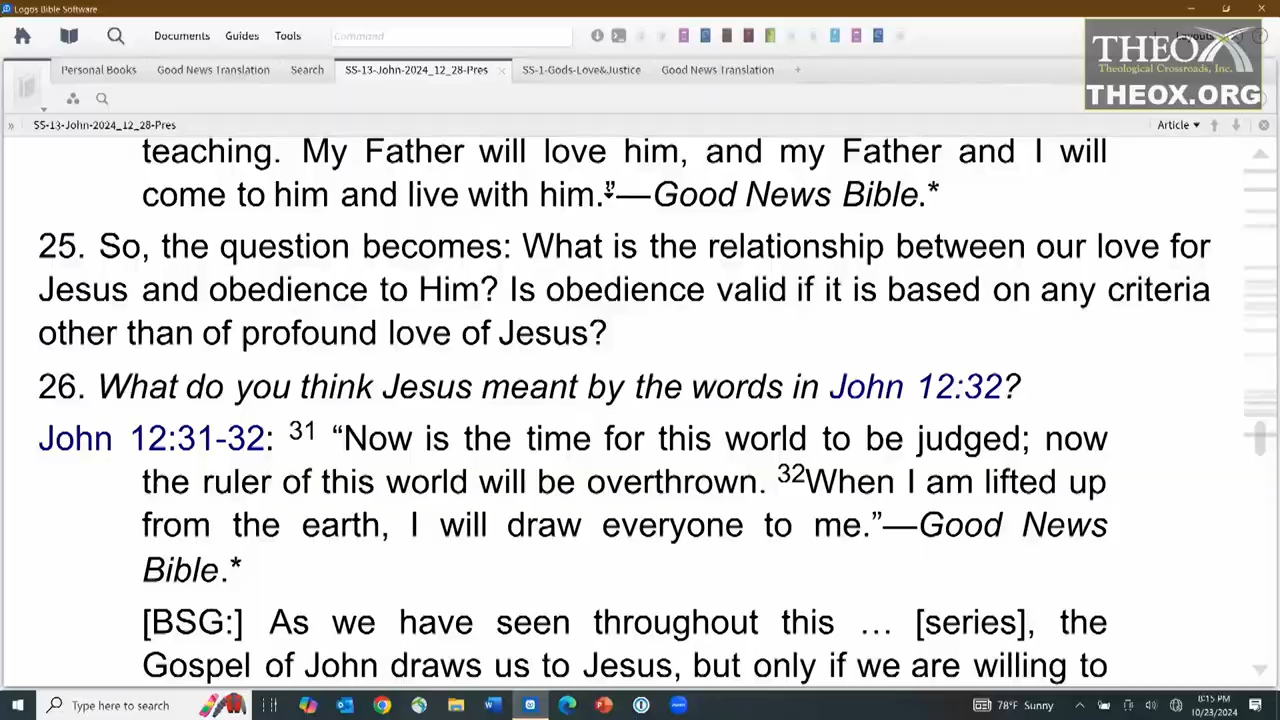 Logos Bible Software
Documents Guides Tools Command
THEOX
Theological Crossroads, Inc.
THEOX.ORG
Personal Books Good News Translation Search SS-13-John-2024_12_28-Pres SS-1-Gods-Love&Justice Good News Translation
SS-13-John-2024_12_28-Pres Article
teaching. My Father will love him, and my Father and I will
come to him and live with him.”—Good News Bible.*
25. So, the question becomes: What is the relationship between our love for
Jesus and obedience to Him? Is obedience valid if it is based on any criteria
other than of profound love of Jesus?
26. What do you think Jesus meant by the words in John 12:32?
John 12:31-32: 31 “Now is the time for this world to be judged; now
the ruler of this world will be overthrown. 32When I am lifted up
from the earth, I will draw everyone to me.”—Good News
Bible.*
[BSG:] As we have seen throughout this … [series], the
Gospel of John draws us to Jesus, but only if we are willing to
Type here to search 78°F Sunny 8:15 PM
10/23/2024